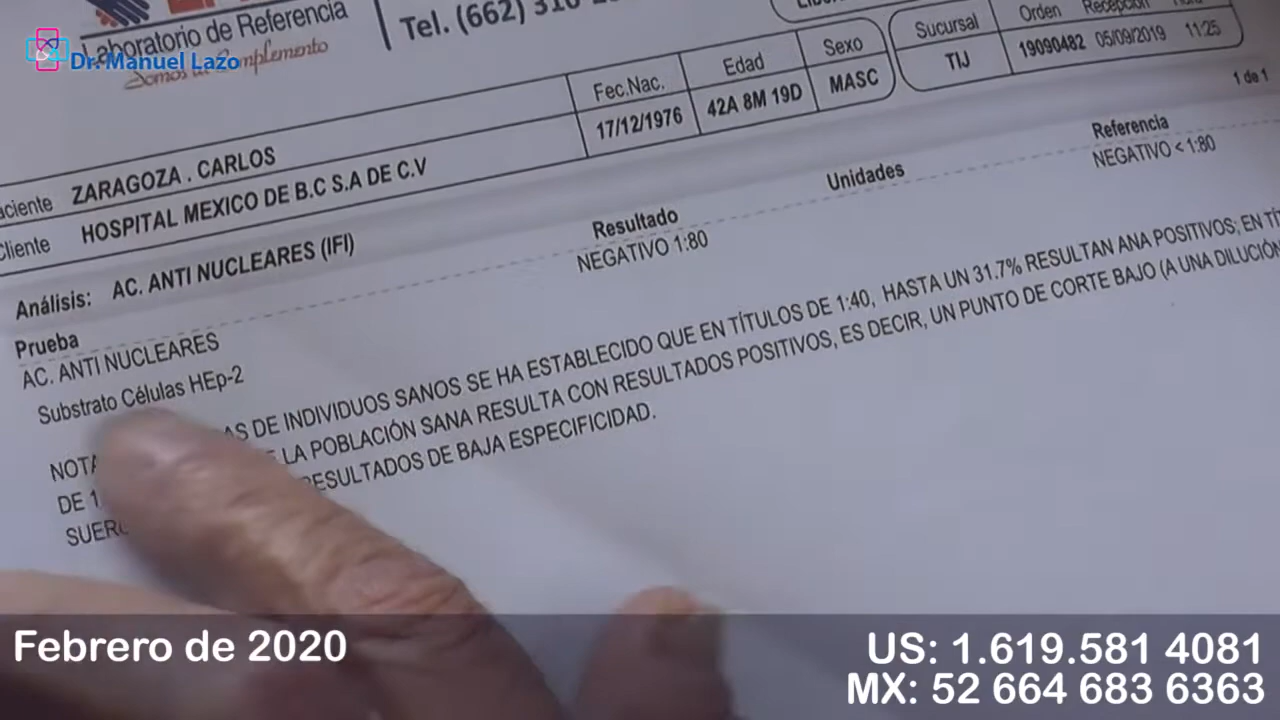 Laboratorio de Referencia
Somos su Complemento
Dr. Manuel Lazo
Tel. (662) 310
Fec.Nac.
Edad
Sexo
Sucursal
Orden
Recepción
17/12/1976
42A 8M 19D
MASC
TIJ
19090482
05/09/2019
11:25
1 de 1
ZARAGOZA . CARLOS
Cliente HOSPITAL MEXICO DE B.C S.A DE C.V
Análisis: AC. ANTI NUCLEARES (IFI)
Prueba Resultado Unidades Referencia
AC. ANTI NUCLEARES NEGATIVO 1:80 NEGATIVO < 1:80
Substrato Células HEp-2
NOTA DE INDIVIDUOS SANOS SE HA ESTABLECIDO QUE EN TÍTULOS DE 1:40, HASTA UN 31.7% RESULTAN ANA POSITIVOS; EN
DE LA POBLACIÓN SANA RESULTA CON RESULTADOS POSITIVOS, ES DECIR, UN PUNTO DE CORTE BAJO (A UNA DILUCIÓN
RESULTADOS DE BAJA ESPECIFICIDAD.
Febrero de 2020
US: 1.619.581 4081
MX: 52 664 683 6363